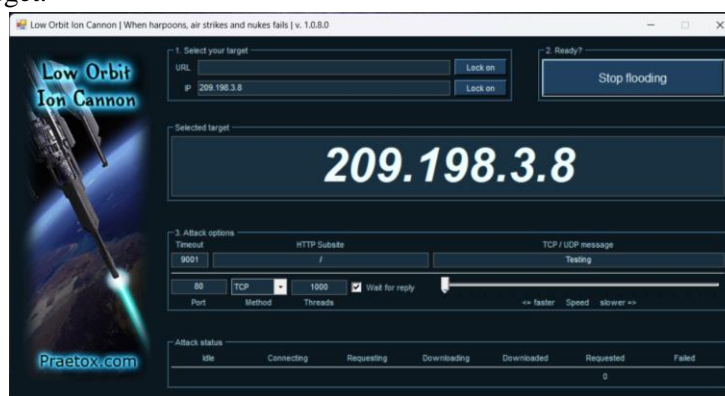 Low Orbit Ion Cannon | When harpoons, air strikes and nukes fails | v. 1.0.8.0
Low Orbit
Ion Cannon
Praetox.com
1. Select your target
URL
Lock on
IP
209.198.3.8
Lock on
2. Ready?
Stop flooding
Selected target
209.198.3.8
3. Attack options
Timeout HTTP Subsite TCP / UDP message
9001 / Testing
80 TCP 1000 Wait for reply
Port Method Threads <= faster Speed slower =>
Attack status
Idle Connecting Requesting Downloading Downloaded Requested Failed
0